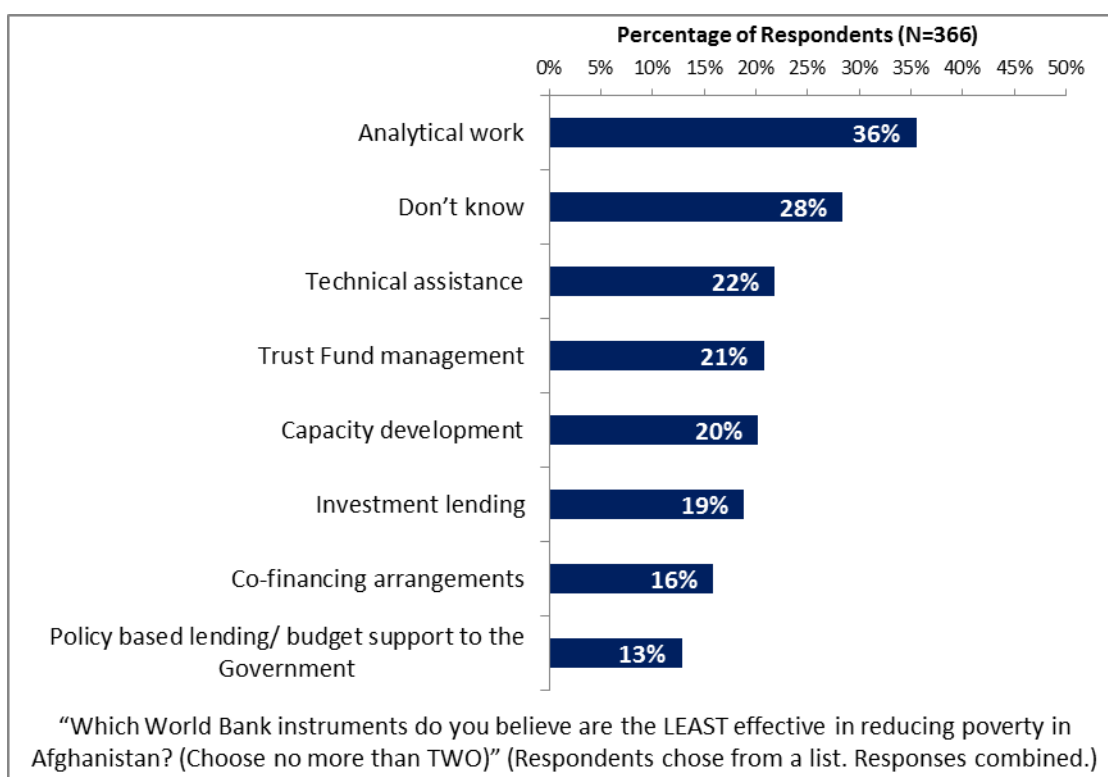 Percentage of Respondents (N=366)
0% 5% 10% 15% 20% 25% 30% 35% 40% 45% 50%
Analytical work 36%
Don’t know 28%
Technical assistance 22%
Trust Fund management 21%
Capacity development 20%
Investment lending 19%
Co-financing arrangements 16%
Policy based lending/ budget support to the
Government 13%
“Which World Bank instruments do you believe are the LEAST effective in reducing poverty in
Afghanistan? (Choose no more than TWO)” (Respondents chose from a list. Responses combined.)